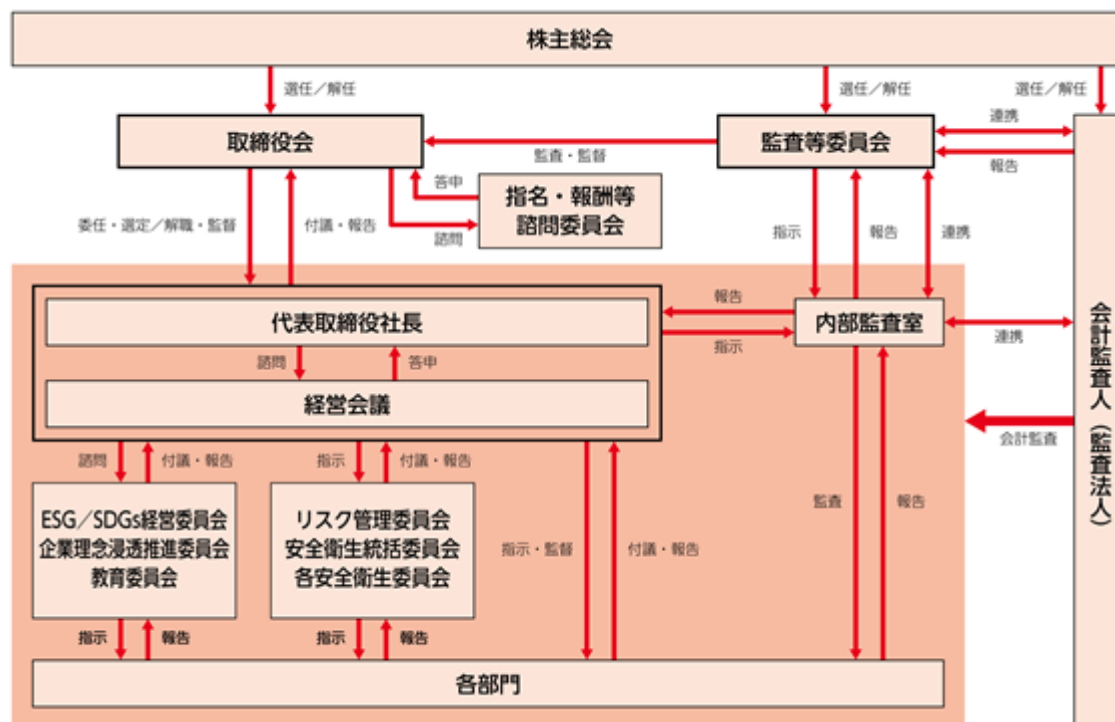 株主総会
選任／解任
選任／解任
選任／解任
取締役会
監査等委員会
連携
報告
監査・監督
答申
指名・報酬等
諮問委員会
諮問
委任・選定／解職・監督
付議・報告
指示
報告
連携
代表取締役社長
報告
指示
内部監査室
連携
諮問
答申
経営会議
会計監査人（監査法人）
会計監査
諮問
付議・報告
指示
付議・報告
ESG／SDGs経営委員会
企業理念浸透推進委員会
教育委員会
リスク管理委員会
安全衛生統括委員会
各安全衛生委員会
指示・監督
付議・報告
監査
報告
指示
報告
指示
報告
各部門